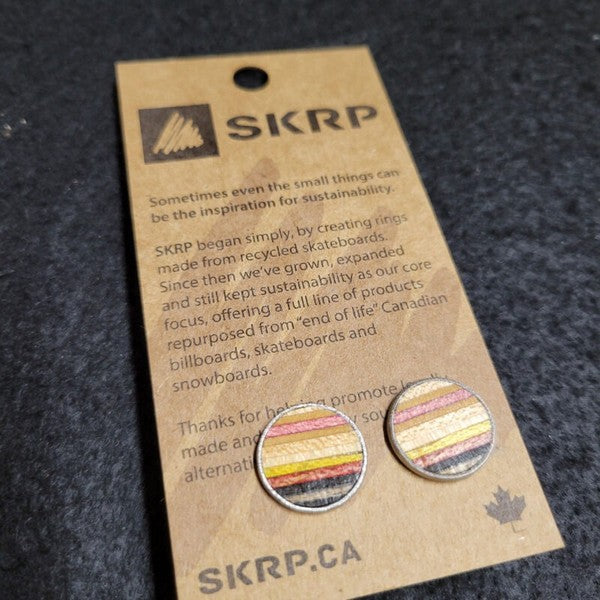 SKRP
Sometimes even the small things can
be the inspiration for sustainability.
SKRP began simply, by creating rings
made from recycled skateboards.
Since then we've grown, expanded
and still kept sustainability as our core
focus, offering a full line of products
repurposed from "end of life" Canadian
billboards, skateboards and
snowboards.
Thanks for helping promote
made and
SKRP.CA